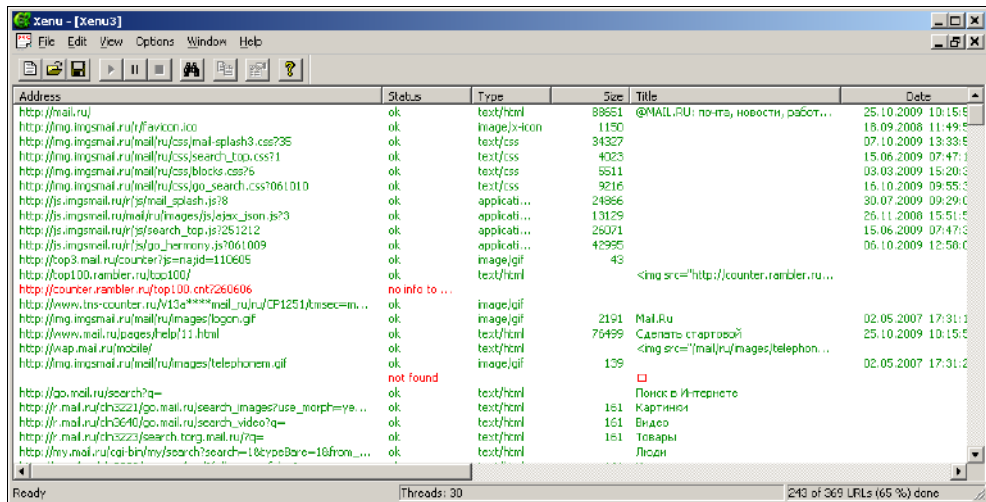 Xenu - [Xenu3]
File Edit View Options Window Help
Address Status Type Size Title Date
http://mail.ru/ ok text/html 88651 @MAIL.RU: почта, новости, работ... 25.10.2009 10:15:5
http://img.imgsmail.ru/r/favicon.ico ok image/x-icon 1150 18.09.2008 11:49:5
http://img.imgsmail.ru/mail/ru/css/mail-splash3.css?35 ok text/css 34327 07.10.2009 13:33:5
http://img.imgsmail.ru/mail/ru/css/search_top.css?1 ok text/css 4023 15.06.2009 07:47:1
http://img.imgsmail.ru/mail/ru/css/blocks.css?6 ok text/css 5511 03.03.2009 15:20:3
http://img.imgsmail.ru/mail/ru/css/go_search.css?061010 ok text/css 9216 16.10.2009 09:55:3
http://js.imgsmail.ru/r/js/mail_splash.js?8 ok applicati... 24866 30.07.2009 09:29:0
http://js.imgsmail.ru/mail/ru/images/js/ajax_json.js?3 ok applicati... 13129 26.11.2008 15:51:5
http://js.imgsmail.ru/r/js/search_top.js?251212 ok applicati... 26071 15.06.2009 07:47:3
http://js.imgsmail.ru/r/js/go_harmony.js?061009 ok applicati... 42995 06.10.2009 12:58:0
http://top3.mail.ru/counter?js=na;id=110605 ok image/gif 43
http://top100.rambler.ru/top100/ ok text/html <img src="http://counter.rambler.ru...
http://counter.rambler.ru/top100.cnt?260606 no info to ...
http://www.tns-counter.ru/V13a****mail_ru/ru/CP1251/tmsec=m... ok image/gif
http://img.imgsmail.ru/mail/ru/images/logon.gif ok image/gif 2191 Mail.Ru 02.05.2007 17:31:1
http://www.mail.ru/pages/help/11.html ok text/html 76499 Сделать стартовой 25.10.2009 10:15:5
http://wap.mail.ru/mobile/ ok text/html <img src="/mail/ru/images/telephon...
http://img.imgsmail.ru/mail/ru/images/telephonem.gif ok image/gif 139 02.05.2007 17:31:2
not found
http://go.mail.ru/search?q= ok text/html Поиск в Интернете
http://r.mail.ru/cln3221/go.mail.ru/search_images?use_morph=ye... ok text/html 161 Картинки
http://r.mail.ru/cln3640/go.mail.ru/search_video?q= ok text/html 161 Видео
http://r.mail.ru/cln3223/search.torg.mail.ru/?q= ok text/html 161 Товары
http://my.mail.ru/cgi-bin/my/search?search=1&typeBare=1&from_... ok text/html Люди
Ready Threads: 30 243 of 369 URLs (65 %) done